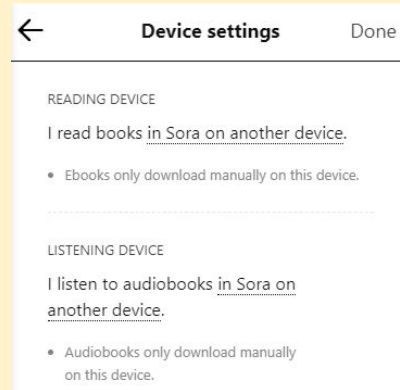 Device settings Done
READING DEVICE
I read books in Sora on another device.
• Ebooks only download manually on this device.
LISTENING DEVICE
I listen to audiobooks in Sora on
another device.
• Audiobooks only download manually
on this device.